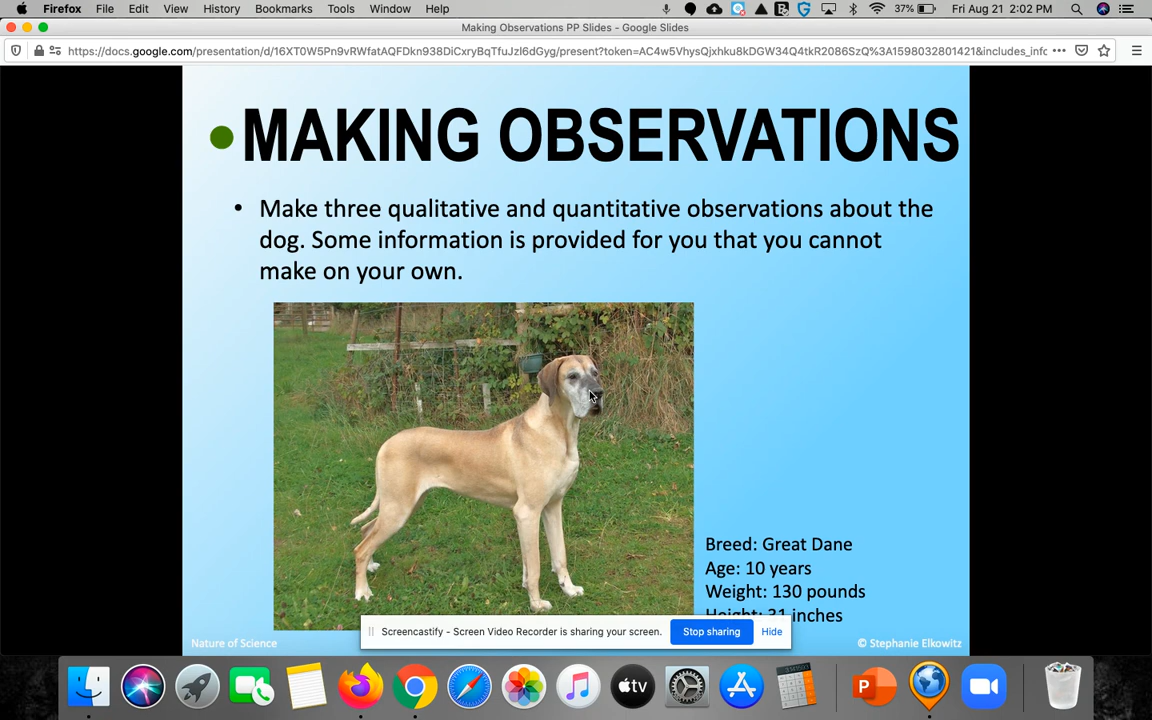 Firefox File Edit View History Bookmarks Tools Window Help 37% Fri Aug 21 2:02 PM
Making Observations PP Slides - Google Slides
https://docs.google.com/presentation/d/16XT0W5Pn9vRWfatAQFDkn938DiCxryBqTfuJzI6dGyg/present?token=AC4w5VhysQjxhku8kDGW34Q4tkR2086SzQ%3A1598032801421&includes_info
MAKING OBSERVATIONS
• Make three qualitative and quantitative observations about the
dog. Some information is provided for you that you cannot
make on your own.
Breed: Great Dane
Age: 10 years
Weight: 130 pounds
Height: 31 inches
Screencastify - Screen Video Recorder is sharing your screen. Stop sharing Hide
Nature of Science © Stephanie Elkowitz
tv P